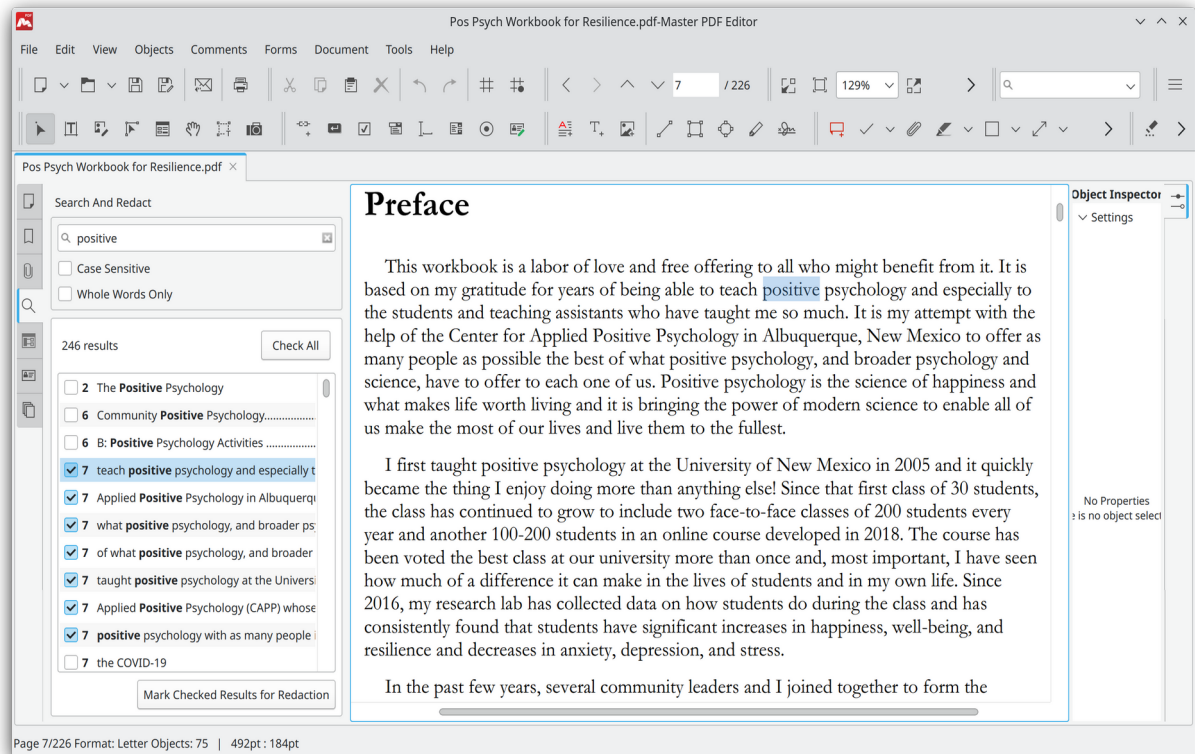 Pos Psych Workbook for Resilience.pdf-Master PDF Editor
File Edit View Objects Comments Forms Document Tools Help
7 / 226 129%
Pos Psych Workbook for Resilience.pdf
Search And Redact
positive
Case Sensitive
Whole Words Only
246 results
Check All
2 The Positive Psychology
6 Community Positive Psychology..................
6 B: Positive Psychology Activities ..................
7 teach positive psychology and especially t
7 Applied Positive Psychology in Albuquerqu
7 what positive psychology, and broader ps
7 of what positive psychology, and broader
7 taught positive psychology at the Universi
7 Applied Positive Psychology (CAPP) whose
7 positive psychology with as many people i
7 the COVID-19
Mark Checked Results for Redaction
Preface
This workbook is a labor of love and free offering to all who might benefit from it. It is
based on my gratitude for years of being able to teach positive psychology and especially to
the students and teaching assistants who have taught me so much. It is my attempt with the
help of the Center for Applied Positive Psychology in Albuquerque, New Mexico to offer as
many people as possible the best of what positive psychology, and broader psychology and
science, have to offer to each one of us. Positive psychology is the science of happiness and
what makes life worth living and it is bringing the power of modern science to enable all of
us make the most of our lives and live them to the fullest.
I first taught positive psychology at the University of New Mexico in 2005 and it quickly
became the thing I enjoy doing more than anything else! Since that first class of 30 students,
the class has continued to grow to include two face-to-face classes of 200 students every
year and another 100-200 students in an online course developed in 2018. The course has
been voted the best class at our university more than once and, most important, I have seen
how much of a difference it can make in the lives of students and in my own life. Since
2016, my research lab has collected data on how students do during the class and has
consistently found that students have significant increases in happiness, well-being, and
resilience and decreases in anxiety, depression, and stress.
In the past few years, several community leaders and I joined together to form the
Object Inspector
Settings
No Properties
e is no object select
Page 7/226 Format: Letter Objects: 75 | 492pt : 184pt